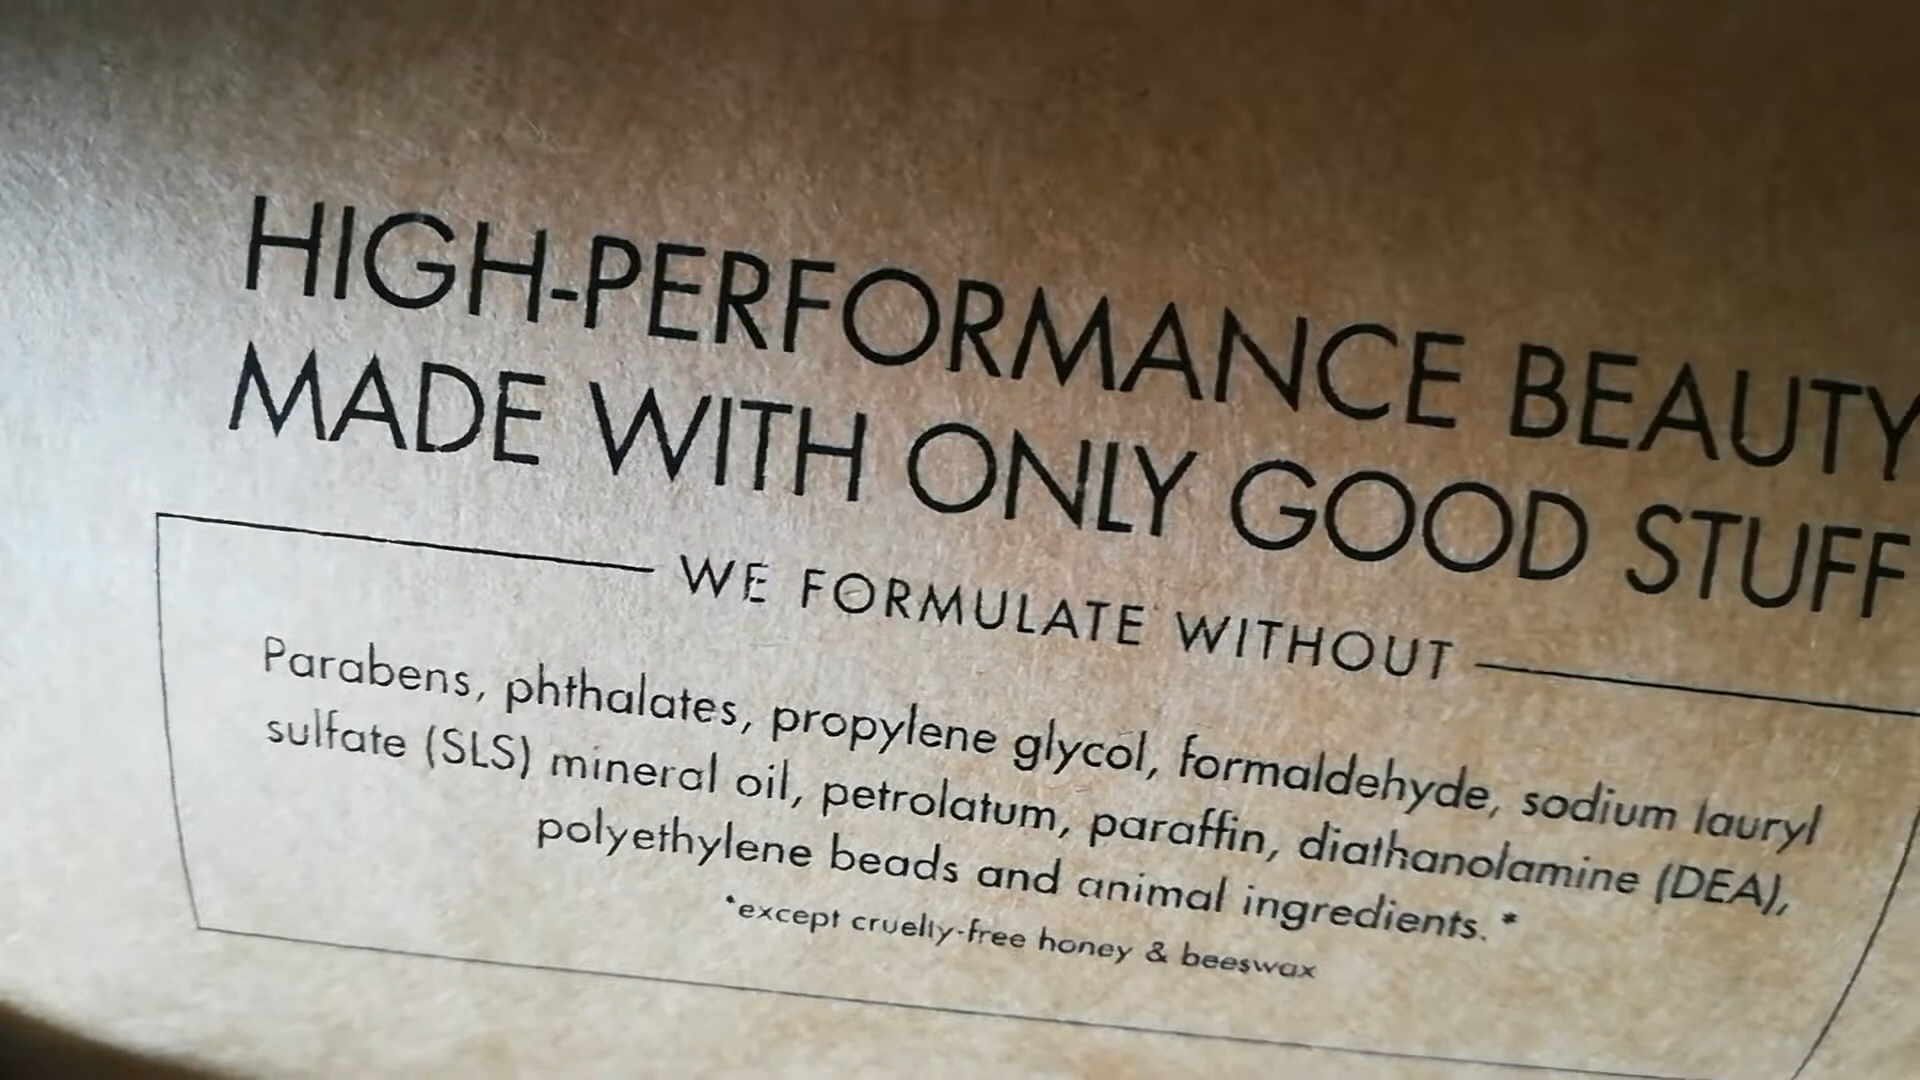 HIGH-PERFORMANCE BEAUTY
MADE WITH ONLY GOOD STUFF
WE FORMULATE WITHOUT
Parabens, phthalates, propylene glycol, formaldehyde, sodium lauryl
sulfate (SLS) mineral oil, petrolatum, paraffin, diathanolamine (DEA),
polyethylene beads and animal ingredients.*
*except cruelty-free honey & beeswax